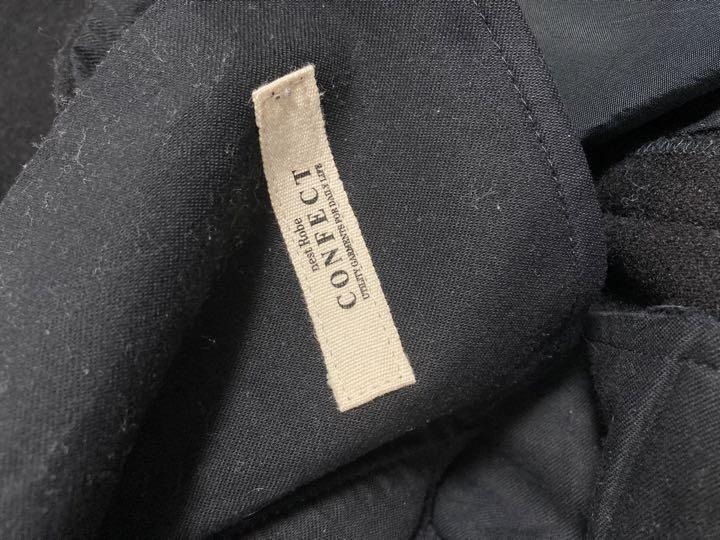 nest Robe
CONFECT
UTILITY GARMENTS FOR DAILY LIFE